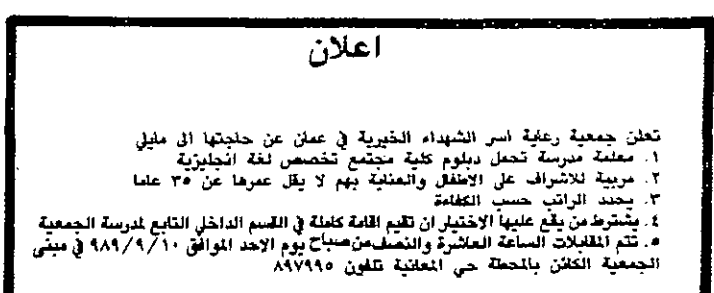 اعلان
تعلن جمعية رعاية اسر الشهداء الخيرية في عمان عن حاجتها الى مايلي
١. معلمة مدرسة تحمل دبلوم كلية مجتمع تخصص لغة انجليزية
٢. مربية للاشراف على الاطفال والعناية بهم لا يقل عمرها عن ٣٥ عاما
٣. يحدد الراتب حسب الكفاءة
٤. يشترط من يقع عليها الاختيار ان تقيم اقامة كاملة في القسم الداخلي التابع لمدرسة الجمعية
٥. تتم المقابلات الساعة العاشرة والنصف من صباح يوم الاحد الموافق ٩٨٩/٩/١٠ في مبنى
الجمعية الكائن بالمحطة حي المعانية تلفون ٨٩٧٩٩٥